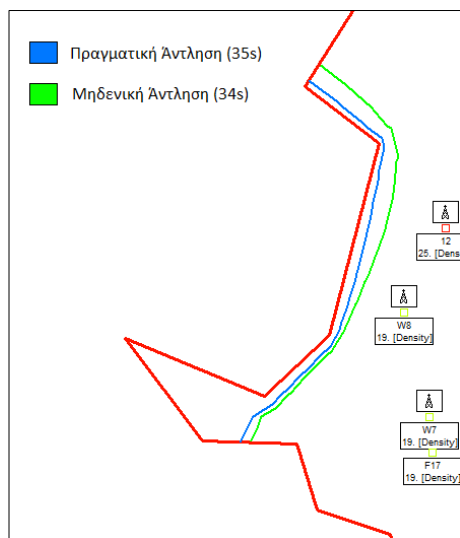 Πραγματική Άντληση (35s)
Μηδενική Άντληση (34s)
12
25. [Dens
W8
19. [Density]
W7
19. [Density]
F17
19. [Density]